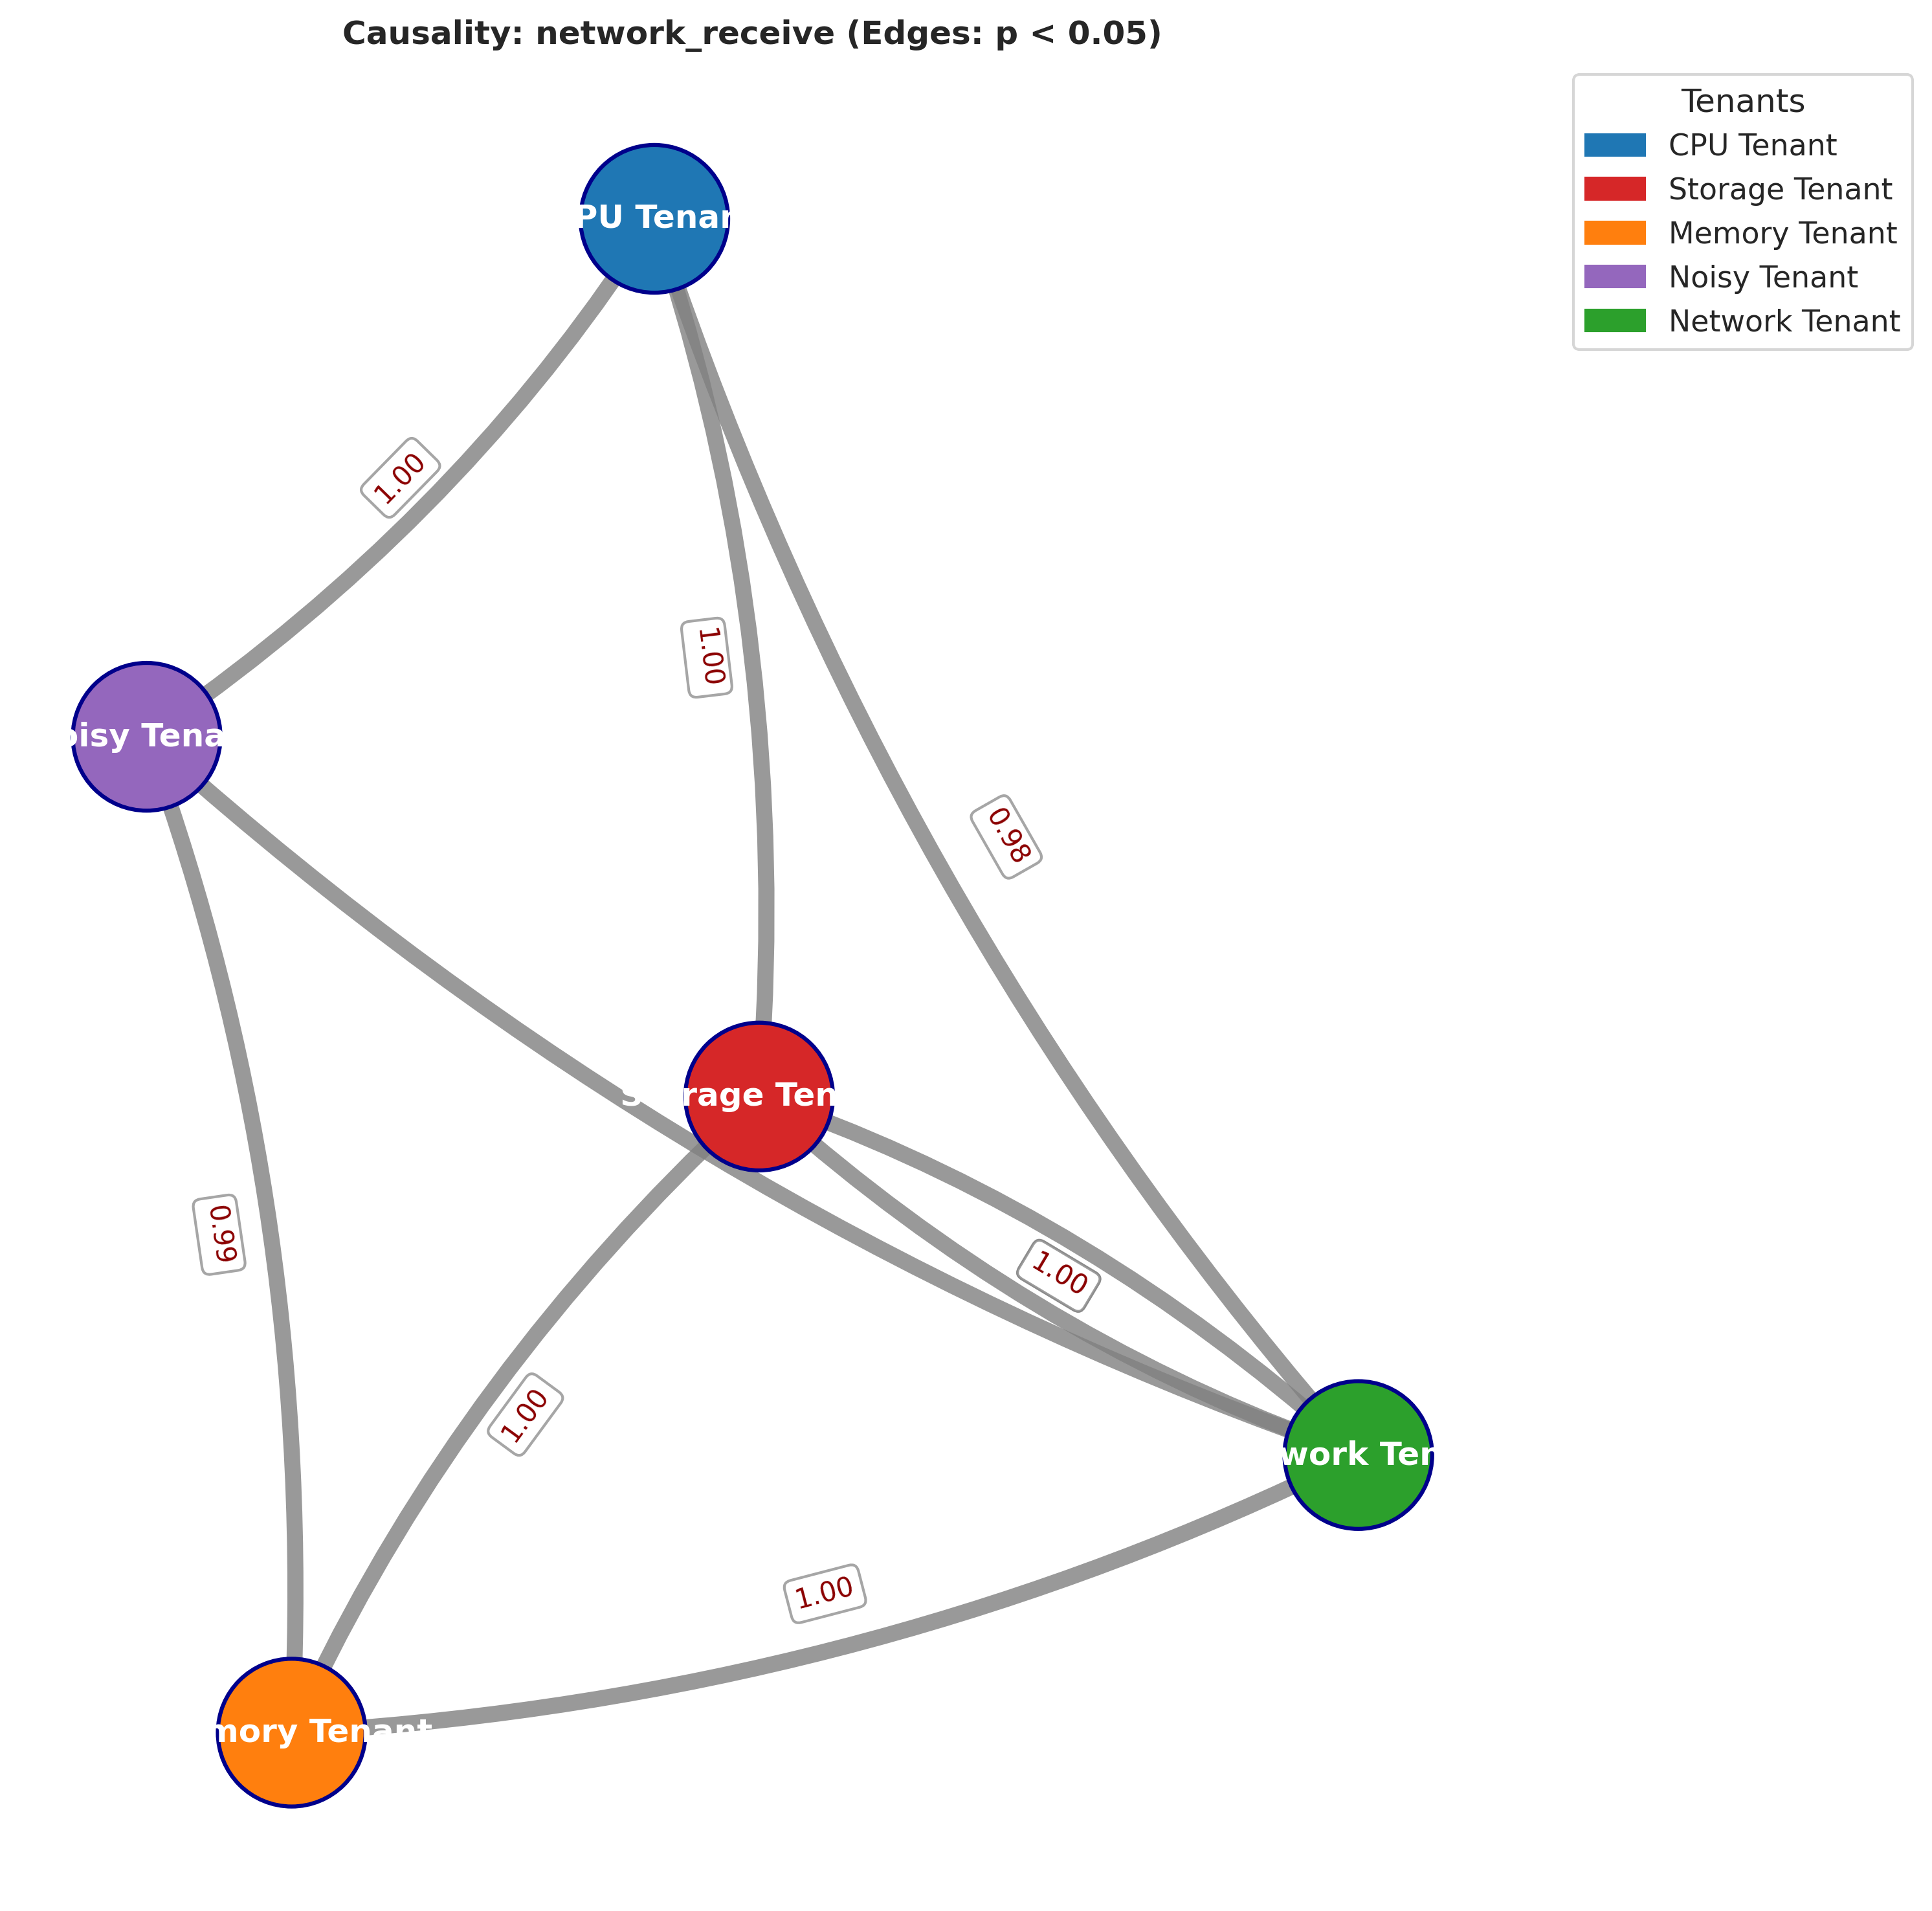 Causality: network_receive (Edges: p < 0.05)
Tenants
CPU Tenant
Storage Tenant
Memory Tenant
Noisy Tenant
Network Tenant
PU Tenan
1.00
1.00
oisy Tena
0.98
S rage Ten
0.99
1.00
1.00
work Ten
1.00
mory Tenant